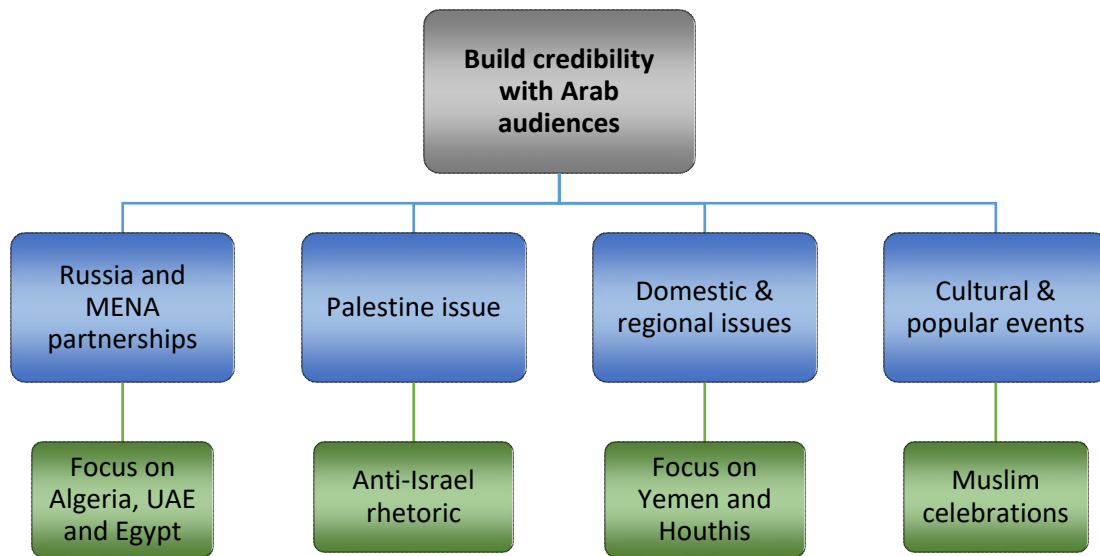 Build credibility
with Arab
audiences
Russia and
MENA
partnerships
Palestine issue
Domestic &
regional issues
Cultural &
popular events
Focus on
Algeria, UAE
and Egypt
Anti-Israel
rhetoric
Focus on
Yemen and
Houthis
Muslim
celebrations